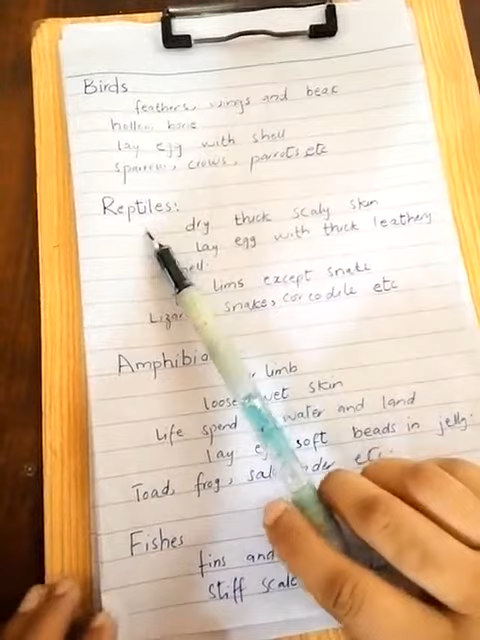 Birds
feathers, wings and beak
hollow bone
lay egg with shell
sparrow, crows, parrots etc
Reptiles:
dry thick scaly skin
lay egg with thick leathery
shell.
lims except snake
snake, corcodile etc
Amphibia
limb
loose wet skin
Life spend water and land
lay soft beads in jelly.
Toad, frog,
Fishes
fins and
stiff scale